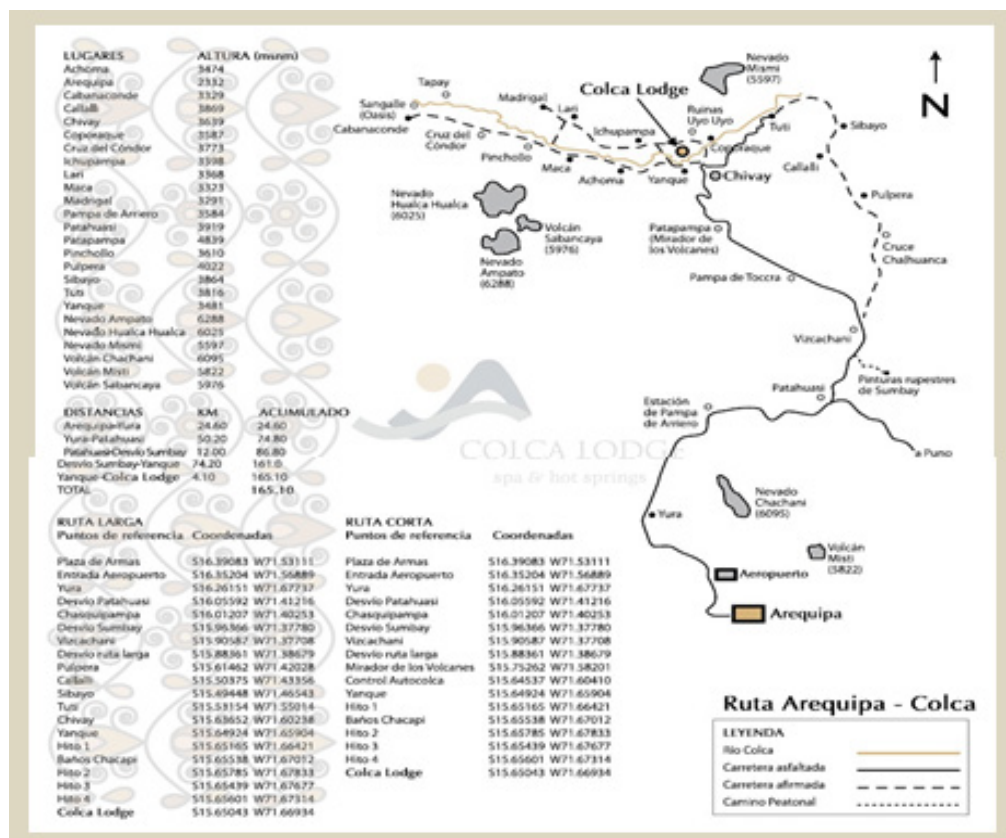 LUGARES ALTURA (msnm)
Achoma 3474
Arequipa 2332
Cabanaconde 3329
Callalli 3869
Chivay 3639
Coporaque 3587
Cruz del Cóndor 3773
Ichupampa 3398
Lari 3368
Maca 3323
Madrigal 3291
Pampa de Arriero 3584
Patahuasi 3919
Patapampa 4839
Pinchollo 3610
Pulpera 4022
Sibayo 3864
Tuti 3816
Yanque 3481
Nevado Ampato 6288
Nevado Hualca Hualca 6025
Nevado Mismi 5597
Volcán Chachani 6095
Volcán Misti 5822
Volcán Sabancaya 5976
DISTANCIAS KM ACUMULADO
Arequipa-Yura 24.60 24.60
Yura-Patahuasi 50.20 74.80
Patahuasi-Desvío Sumbay 12.00 86.80
Desvío Sumbay-Yanque 74.20 161.0
Yanque-Colca Lodge 4.10 165.10
TOTAL 165.10
RUTA LARGA
Puntos de referencia Coordenadas
Plaza de Armas S16.39083 W71.53111
Entrada Aeropuerto S16.35204 W71.56889
Yura S16.26151 W71.67737
Desvío Patahuasi S16.05592 W71.41216
Chasquipampa S16.01207 W71.40253
Desvío Sumbay S15.96366 W71.37780
Vizcachani S15.90587 W71.37708
Desvío ruta larga S15.88361 W71.38679
Pulpera S15.61462 W71.42028
Callalli S15.50375 W71.43356
Sibayo S15.49448 W71.46543
Tuti S15.53154 W71.55014
Chivay S15.63652 W71.60238
Yanque S15.64924 W71.65904
Hito 1 S15.65165 W71.66421
Baños Chacapi S15.65538 W71.67012
Hito 2 S15.65785 W71.67833
Hito 3 S15.65439 W71.67677
Hito 4 S15.65601 W71.67314
Colca Lodge S15.65043 W71.66934
RUTA CORTA
Puntos de referencia Coordenadas
Plaza de Armas S16.39083 W71.53111
Entrada Aeropuerto S16.35204 W71.56889
Yura S16.26151 W71.67737
Desvío Patahuasi S16.05592 W71.41216
Chasquipampa S16.01207 W71.40253
Desvío Sumbay S15.96366 W71.37780
Vizcachani S15.90587 W71.37708
Desvío ruta larga S15.88361 W71.38679
Mirador de los Volcanes S15.75262 W71.58201
Control Autocolca S15.64537 W71.60410
Yanque S15.64924 W71.65904
Hito 1 S15.65165 W71.66421
Baños Chacapi S15.65538 W71.67012
Hito 2 S15.65785 W71.67833
Hito 3 S15.65439 W71.67677
Hito 4 S15.65601 W71.67314
Colca Lodge S15.65043 W71.66934
Nevado
Mismi
(5597)
N
Colca Lodge
Tapay
Sangalle
(Oasis)
Cabanaconde
Madrigal
Lari
Cruz del
Cóndor
Pinchollo
Ichupampa
Ruinas
Uyo Uyo
Coporaque
Tuti
Sibayo
Callalli
Maca
Achoma
Yanque
Chivay
Pulpera
Nevado
Hualca Hualca
(6025)
Volcán
Sabancaya
(5976)
Nevado
Ampato
(6288)
Patapampa
(Mirador de
los Volcanes)
Cruce
Chalhuanca
Pampa de Toccra
Vizcachani
Pinturas rupestres
de Sumbay
Patahuasi
Estación
de Pampa
de Arriero
a Puno
COLCA LODGE
spa & hot springs
Nevado
Chachani
(6095)
Yura
Volcán
Misti
(5822)
Aeropuerto
Arequipa
Ruta Arequipa - Colca
LEYENDA
Río Colca
Carretera asfaltada
Carretera afirmada
Camino Peatonal